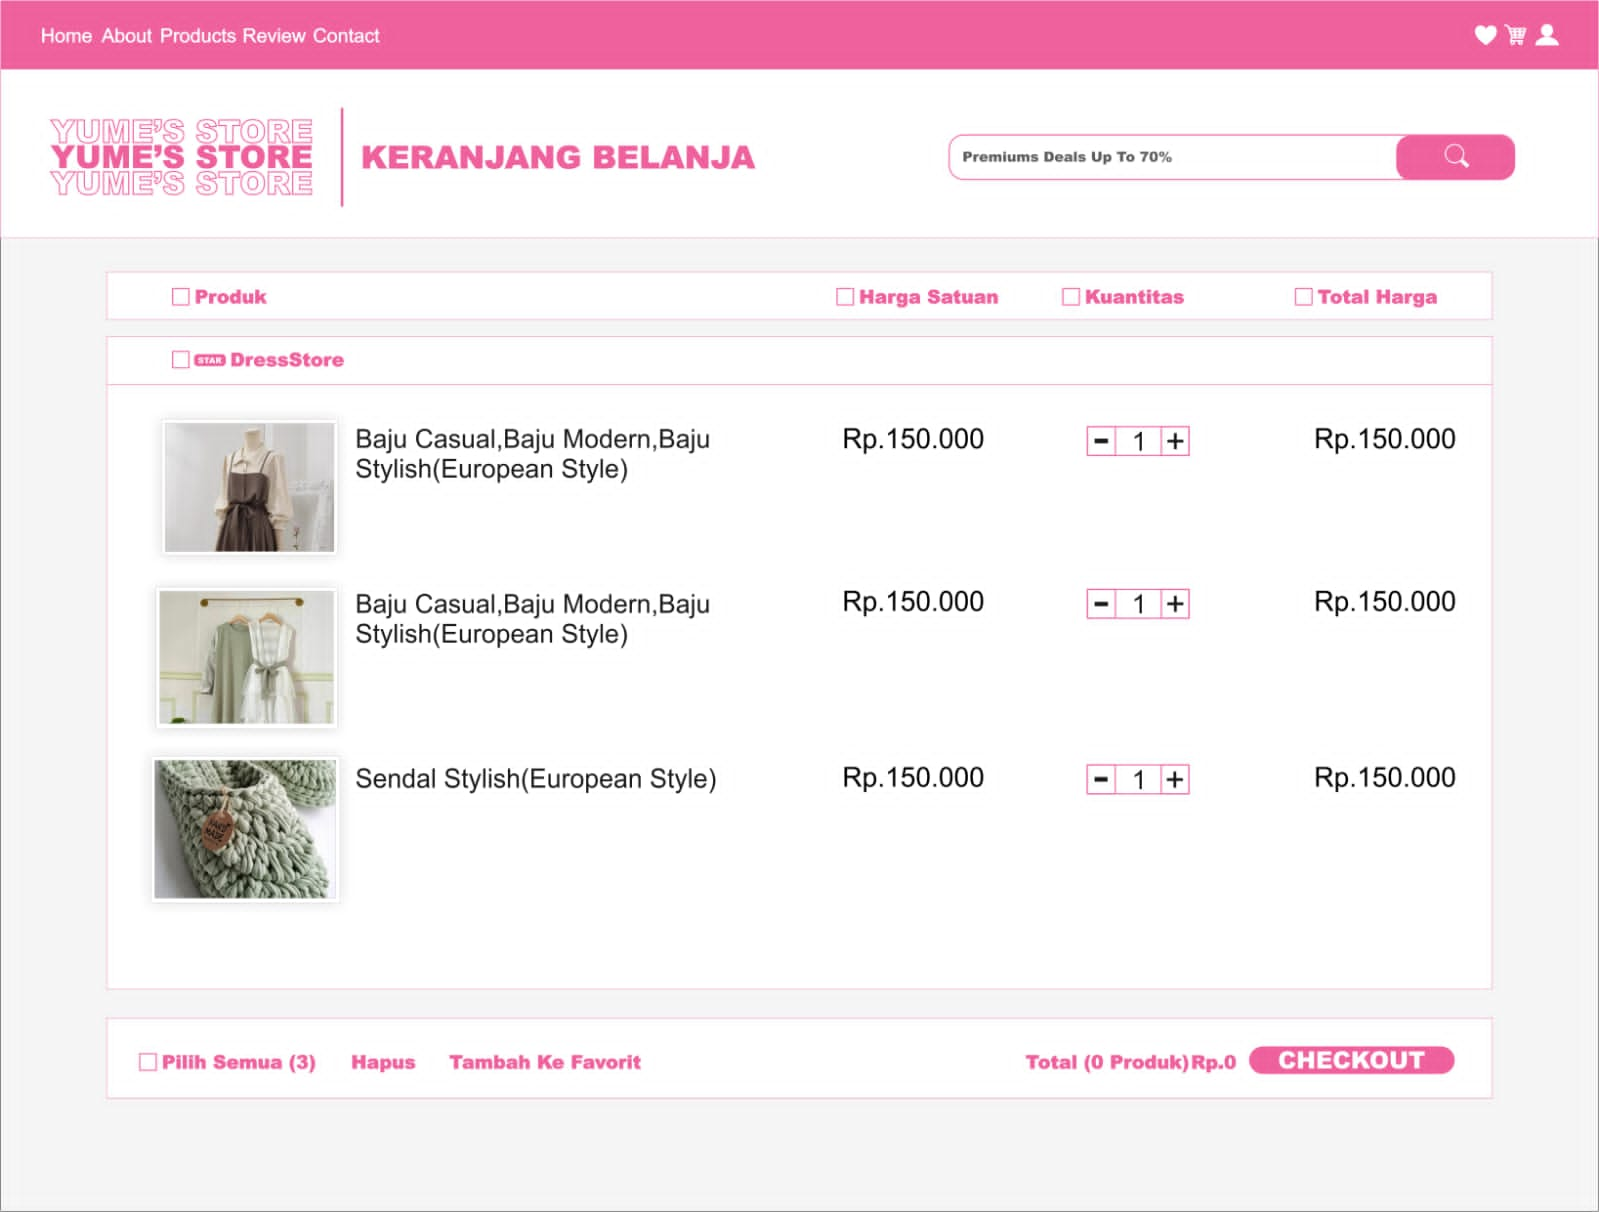 Home About Products Review Contact
YUME'S STORE
YUME'S STORE
YUME'S STORE
KERANJANG BELANJA
Premiums Deals Up To 70%
Produk Harga Satuan Kuantitas Total Harga
STAR DressStore
Baju Casual,Baju Modern,Baju
Stylish(European Style)
Rp.150.000 - 1 + Rp.150.000
Baju Casual,Baju Modern,Baju
Stylish(European Style)
Rp.150.000 - 1 + Rp.150.000
HAND
MADE
Sendal Stylish(European Style) Rp.150.000 - 1 + Rp.150.000
Pilih Semua (3) Hapus Tambah Ke Favorit Total (0 Produk) Rp.0 CHECKOUT